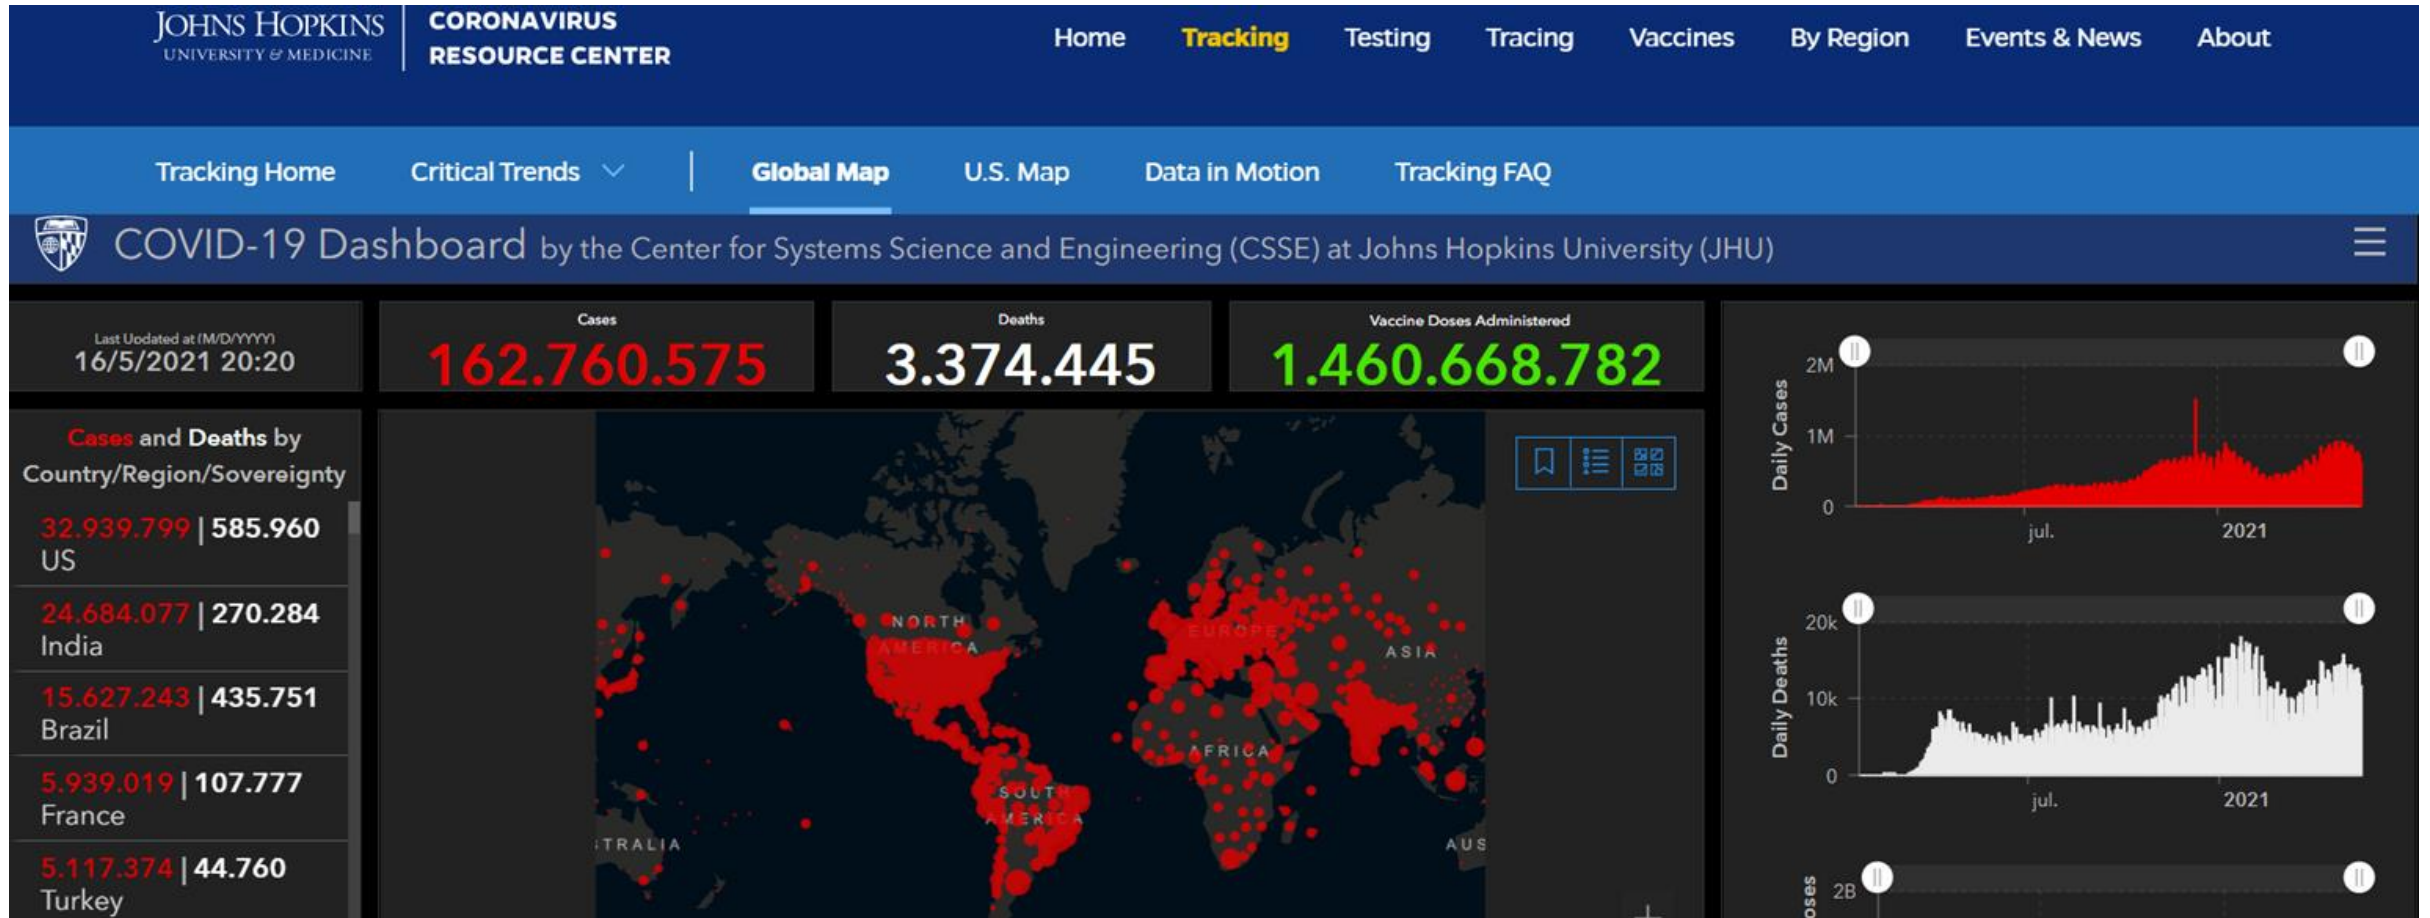 JOHNS HOPKINS
UNIVERSITY & MEDICINE
CORONAVIRUS
RESOURCE CENTER
Home Tracking Testing Tracing Vaccines By Region Events & News About
Tracking Home Critical Trends Global Map U.S. Map Data in Motion Tracking FAQ
COVID-19 Dashboard by the Center for Systems Science and Engineering (CSSE) at Johns Hopkins University (JHU)
Last Updated at (M/D/YYYY)
16/5/2021 20:20
Cases
162.760.575
Deaths
3.374.445
Vaccine Doses Administered
1.460.668.782
Cases and Deaths by
Country/Region/Sovereignty
32.939.799 | 585.960
US
24.684.077 | 270.284
India
15.627.243 | 435.751
Brazil
5.939.019 | 107.777
France
5.117.374 | 44.760
Turkey
NORTH
AMERICA
EUROPE
ASIA
AFRICA
SOUTH
AMERICA
TRALIA
AUS
Daily Cases
2M
1M
0
jul. 2021
Daily Deaths
20k
10k
0
jul. 2021
oses
2B